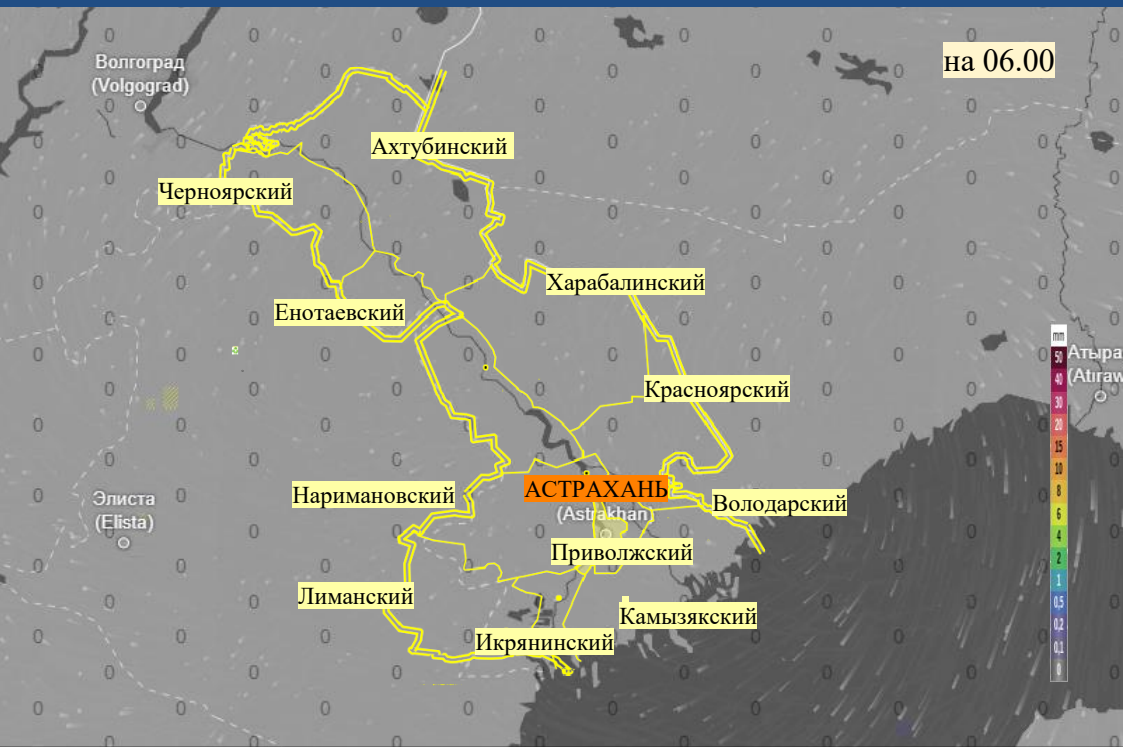 на 06.00
Волгоград
(Volgograd)
Ахтубинский
Черноярский
Харабалинский
Енотаевский
mm
50
40
30
20
15
10
8
6
4
2
1
0,5
0,2
0,1
0
Атыра
(Atıraw
Красноярский
Наримановский
АСТРАХАНЬ
(Astrakhan)
Володарский
Элиста
(Elista)
Приволжский
Лиманский
Камызякский
Икрянинский